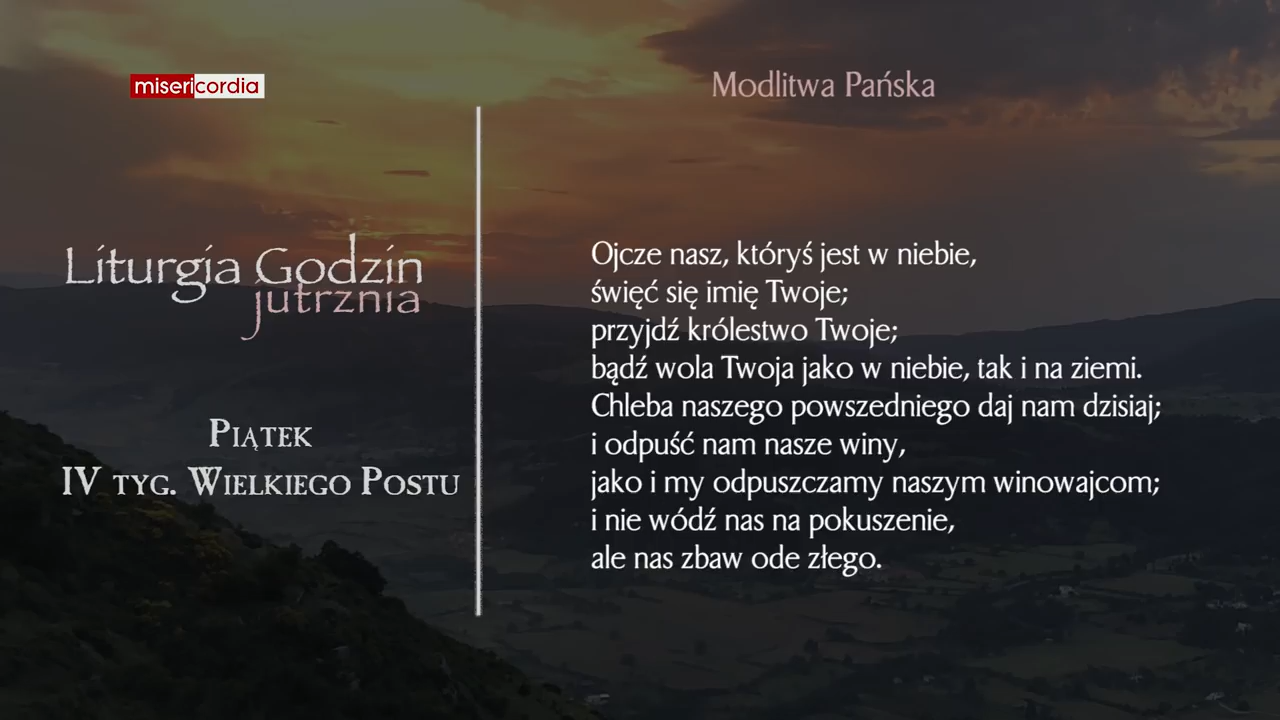 misericordia
Liturgia Godzin
jutrznia
Piątek
IV tyg. Wielkiego Postu
Modlitwa Pańska
Ojcze nasz, któryś jest w niebie,
święć się imię Twoje;
przyjdź królestwo Twoje;
bądź wola Twoja jako w niebie, tak i na ziemi.
Chleba naszego powszedniego daj nam dzisiaj;
i odpuść nam nasze winy,
jako i my odpuszczamy naszym winowajcom;
i nie wódź nas na pokuszenie,
ale nas zbaw ode złego.